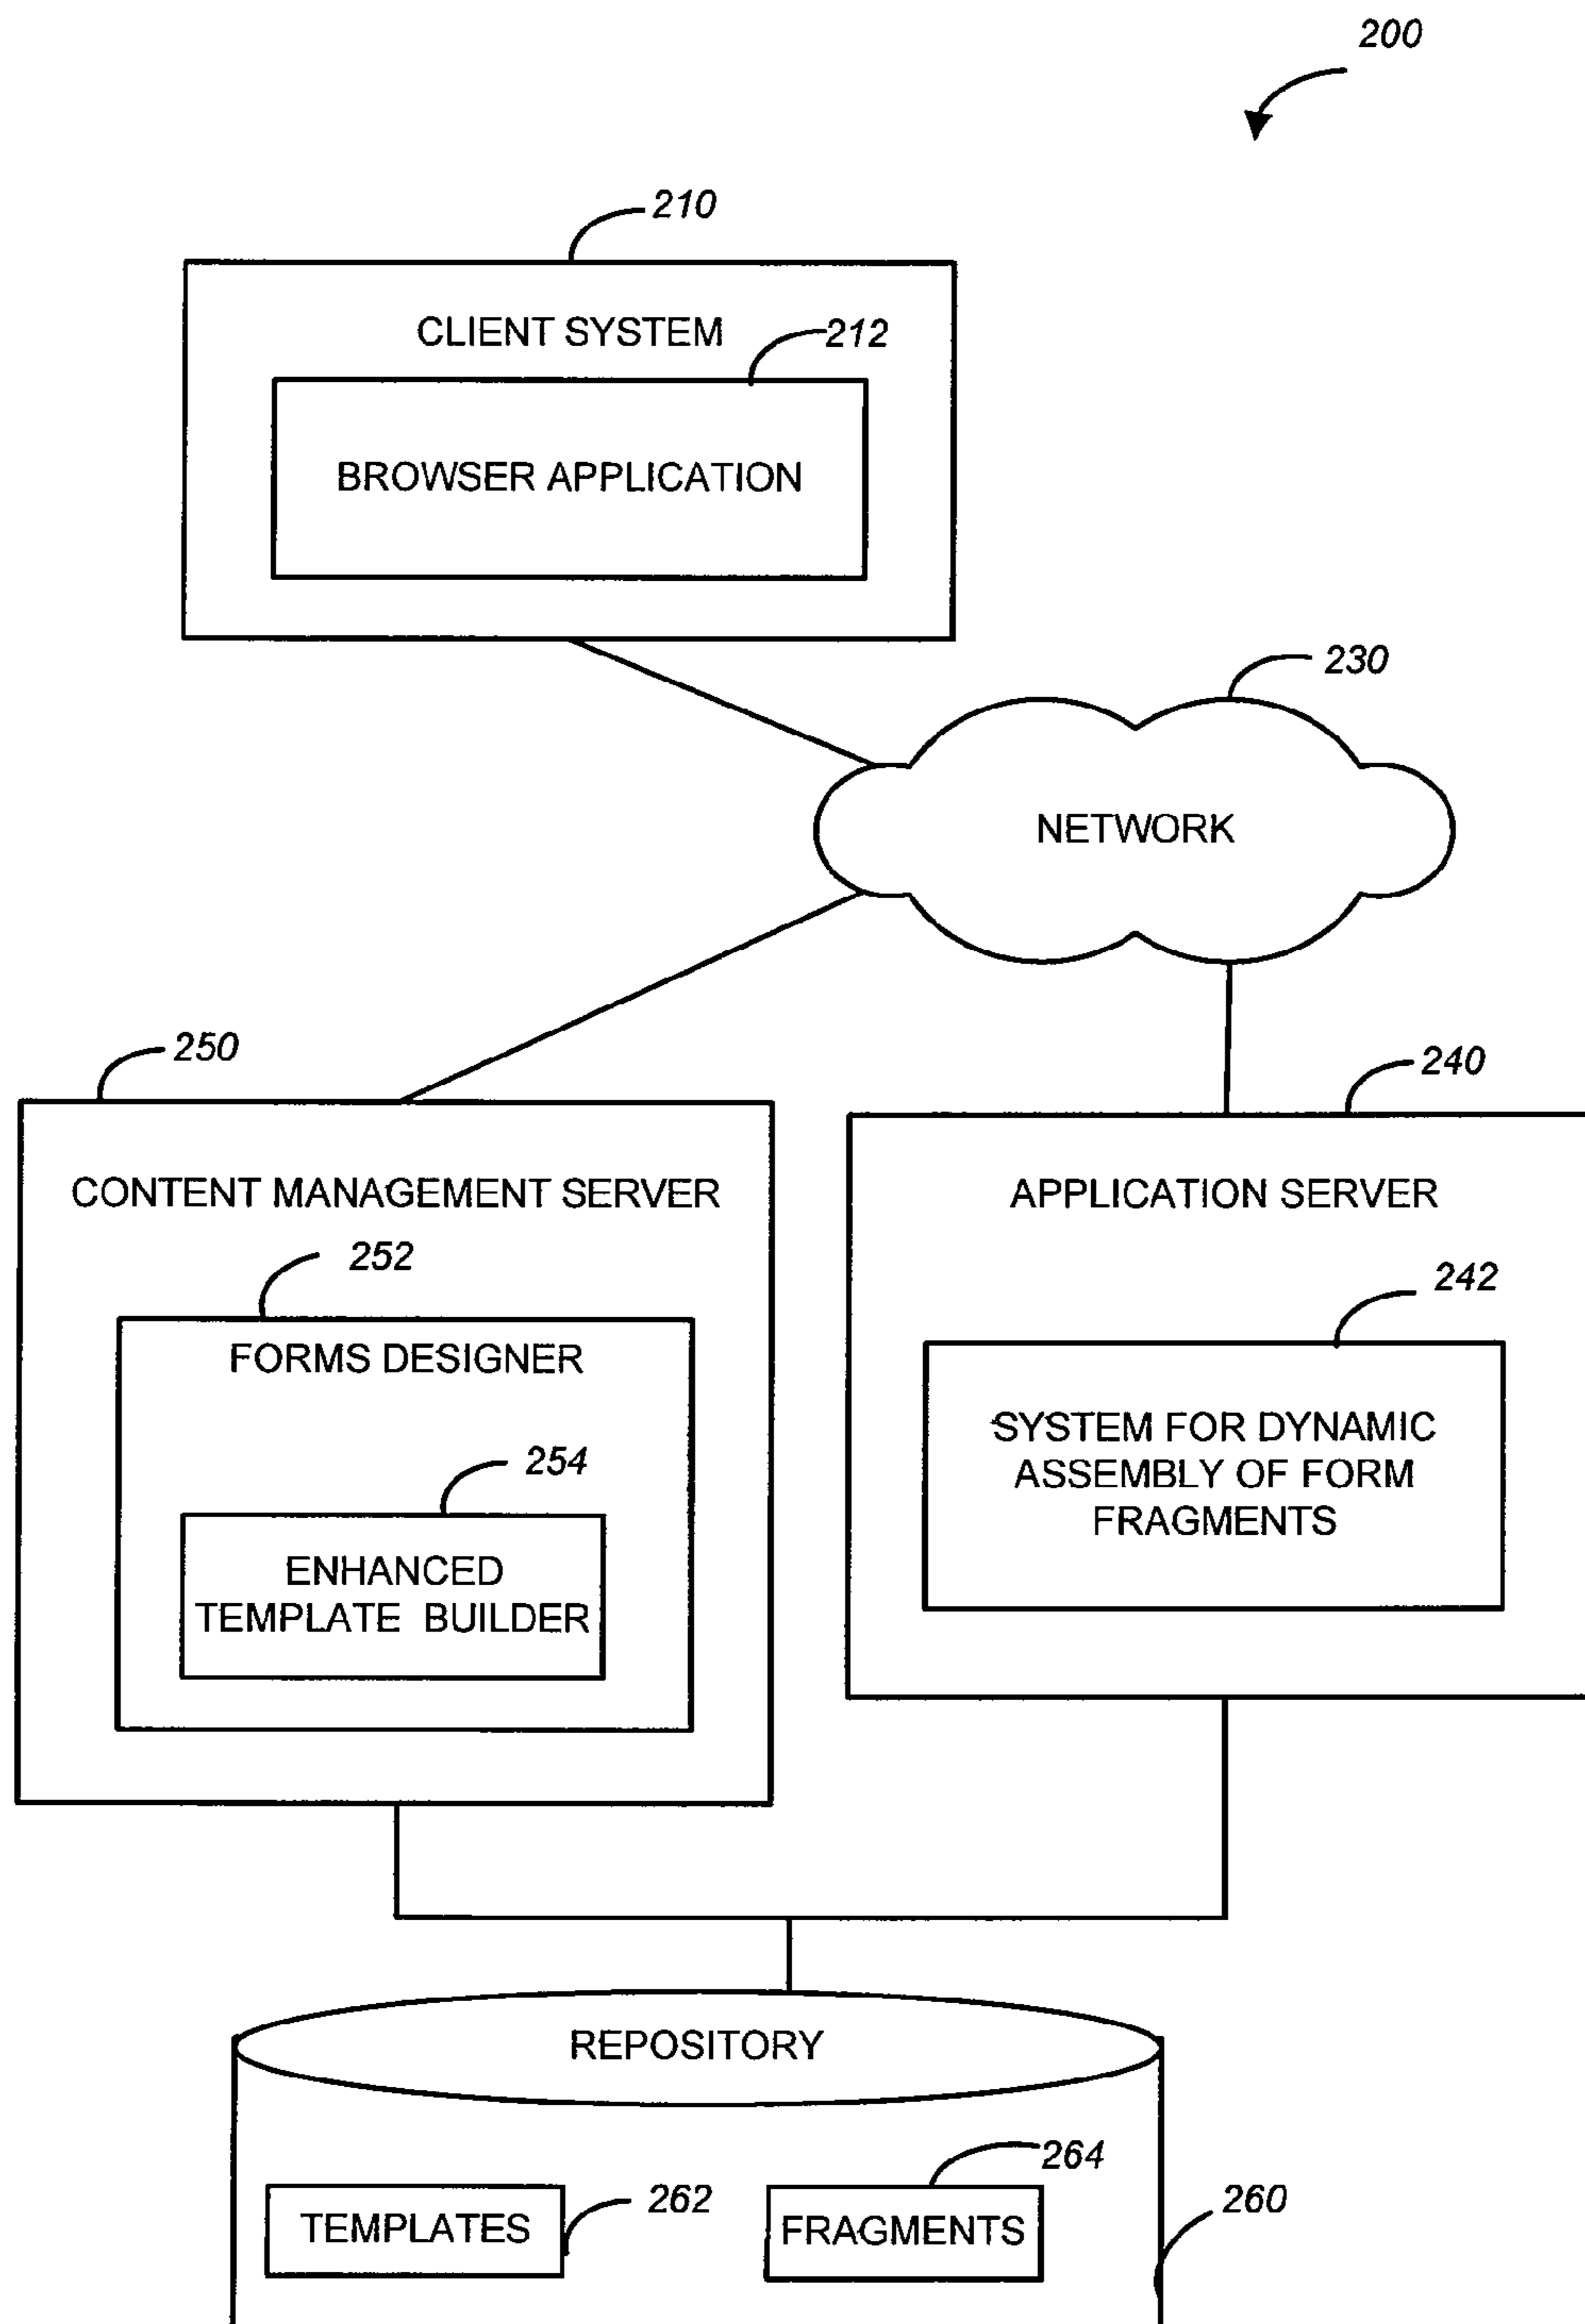 200
210
CLIENT SYSTEM
212
BROWSER APPLICATION
230
NETWORK
250
240
CONTENT MANAGEMENT SERVER
APPLICATION SERVER
252
242
FORMS DESIGNER
SYSTEM FOR DYNAMIC
ASSEMBLY OF FORM
FRAGMENTS
254
ENHANCED
TEMPLATE BUILDER
REPOSITORY
264
262
260
TEMPLATES
FRAGMENTS